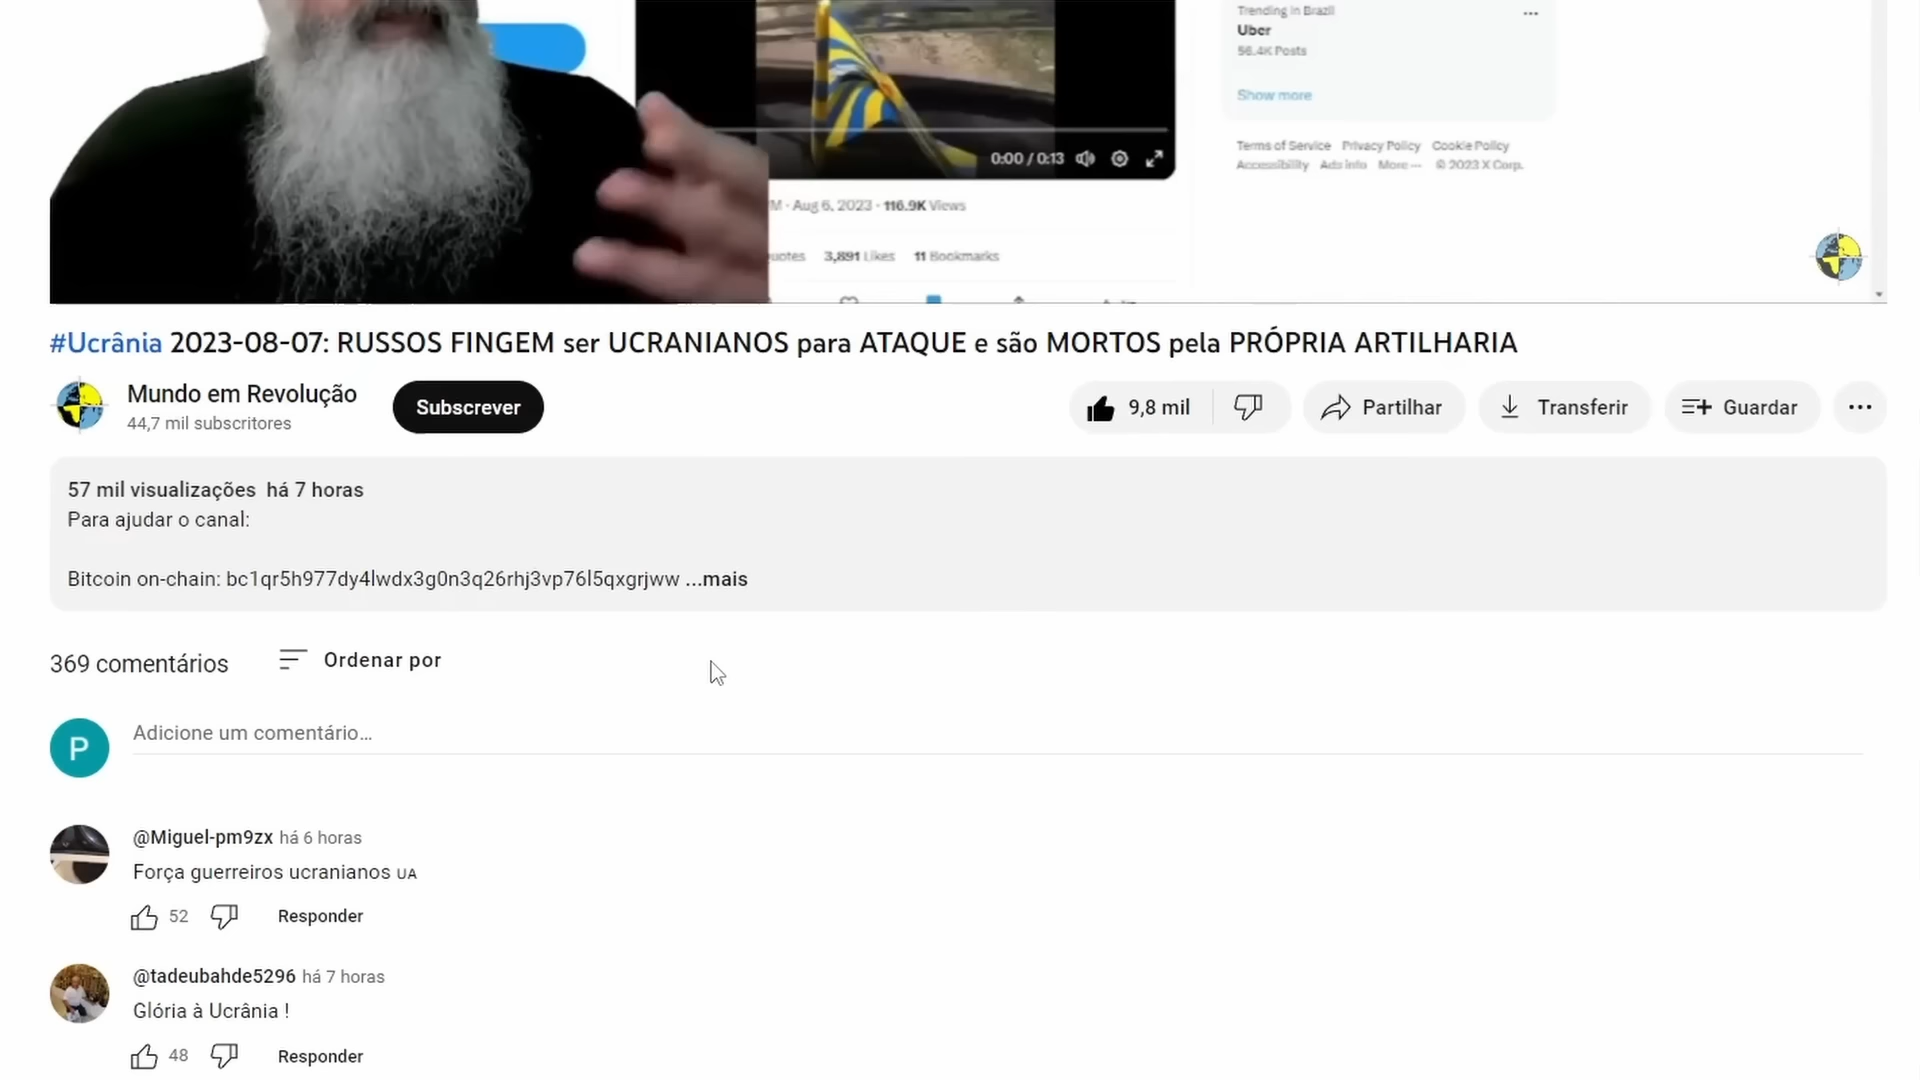 Trending in Brazil
Uber
56.4K Posts
Show more
Terms of Service Privacy Policy Cookie Policy
Accessibility Ads info More ··· © 2023 X Corp.
0:00 / 0:13
M · Aug 6, 2023 · 116.9K Views
uotes 3,891 Likes 11 Bookmarks
#Ucrânia 2023-08-07: RUSSOS FINGEM ser UCRANIANOS para ATAQUE e são MORTOS pela PRÓPRIA ARTILHARIA
Mundo em Revolução
44,7 mil subscritores
Subscrever
9,8 mil
Partilhar
Transferir
Guardar
57 mil visualizações há 7 horas
Para ajudar o canal:
Bitcoin on-chain: bc1qr5h977dy4lwdx3g0n3q26rhj3vp76l5qxgrjww ...mais
369 comentários
Ordenar por
P
Adicione um comentário...
@Miguel-pm9zx há 6 horas
Força guerreiros ucranianos UA
52
Responder
@tadeubahde5296 há 7 horas
Glória à Ucrânia !
48
Responder